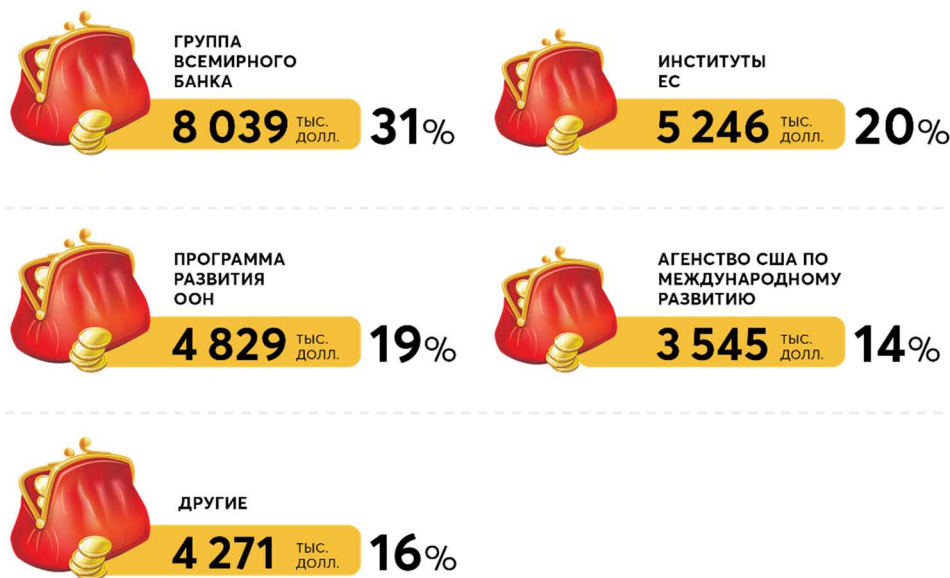 ГРУППА
ВСЕМИРНОГО
БАНКА
8 039 ТЫС. ДОЛЛ. 31%
ИНСТИТУТЫ
ЕС
5 246 ТЫС. ДОЛЛ. 20%
ПРОГРАММА
РАЗВИТИЯ
ООН
4 829 ТЫС. ДОЛЛ. 19%
АГЕНСТВО США ПО
МЕЖДУНАРОДНОМУ
РАЗВИТИЮ
3 545 ТЫС. ДОЛЛ. 14%
ДРУГИЕ
4 271 ТЫС. ДОЛЛ. 16%